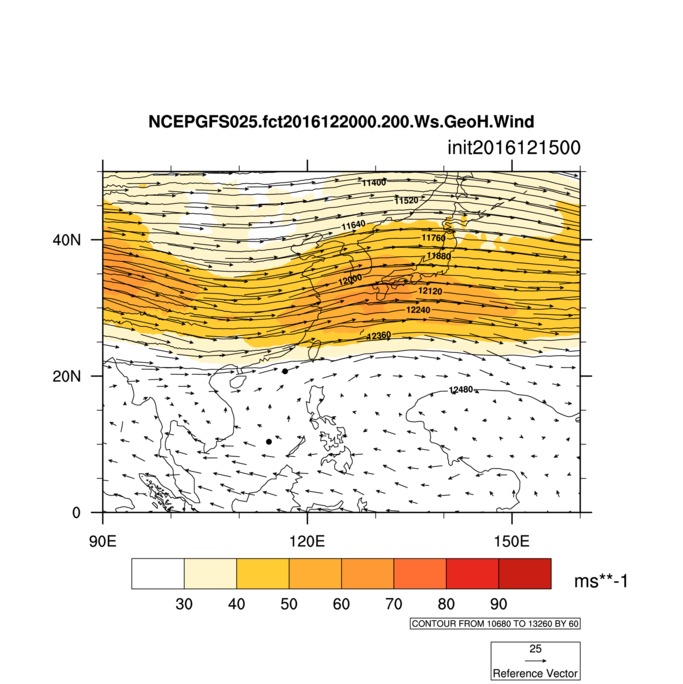 NCEPGFS025.fct2016122000.200.Ws.GeoH.Wind
init2016121500
11400
11520
11640
40N
11760
11880
12000
12120
12240
12360
20N
12480
0
90E 120E 150E
30 40 50 60 70 80 90
ms**-1
CONTOUR FROM 10680 TO 13260 BY 60
25
Reference Vector